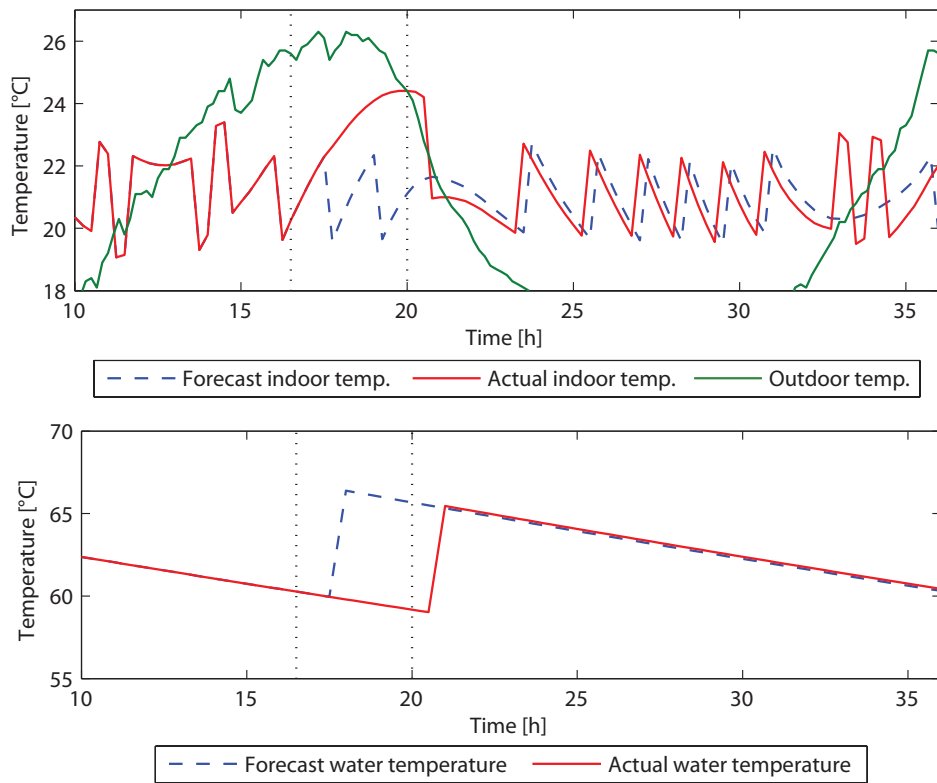 Temperature [°C]
26
24
22
20
18
10
15
20
25
30
35
Time [h]
Forecast indoor temp.
Actual indoor temp.
Outdoor temp.
Temperature [°C]
70
65
60
55
10
15
20
25
30
35
Time [h]
Forecast water temperature
Actual water temperature